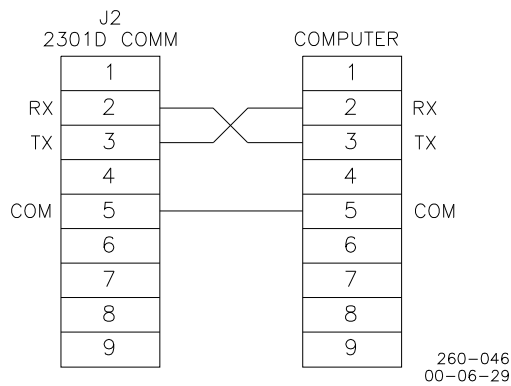 J2
2301D COMM COMPUTER
1 1
RX 2 2 RX
TX 3 3 TX
4 4
COM 5 5 COM
6 6
7 7
8 8
9 9
260-046
00-06-29